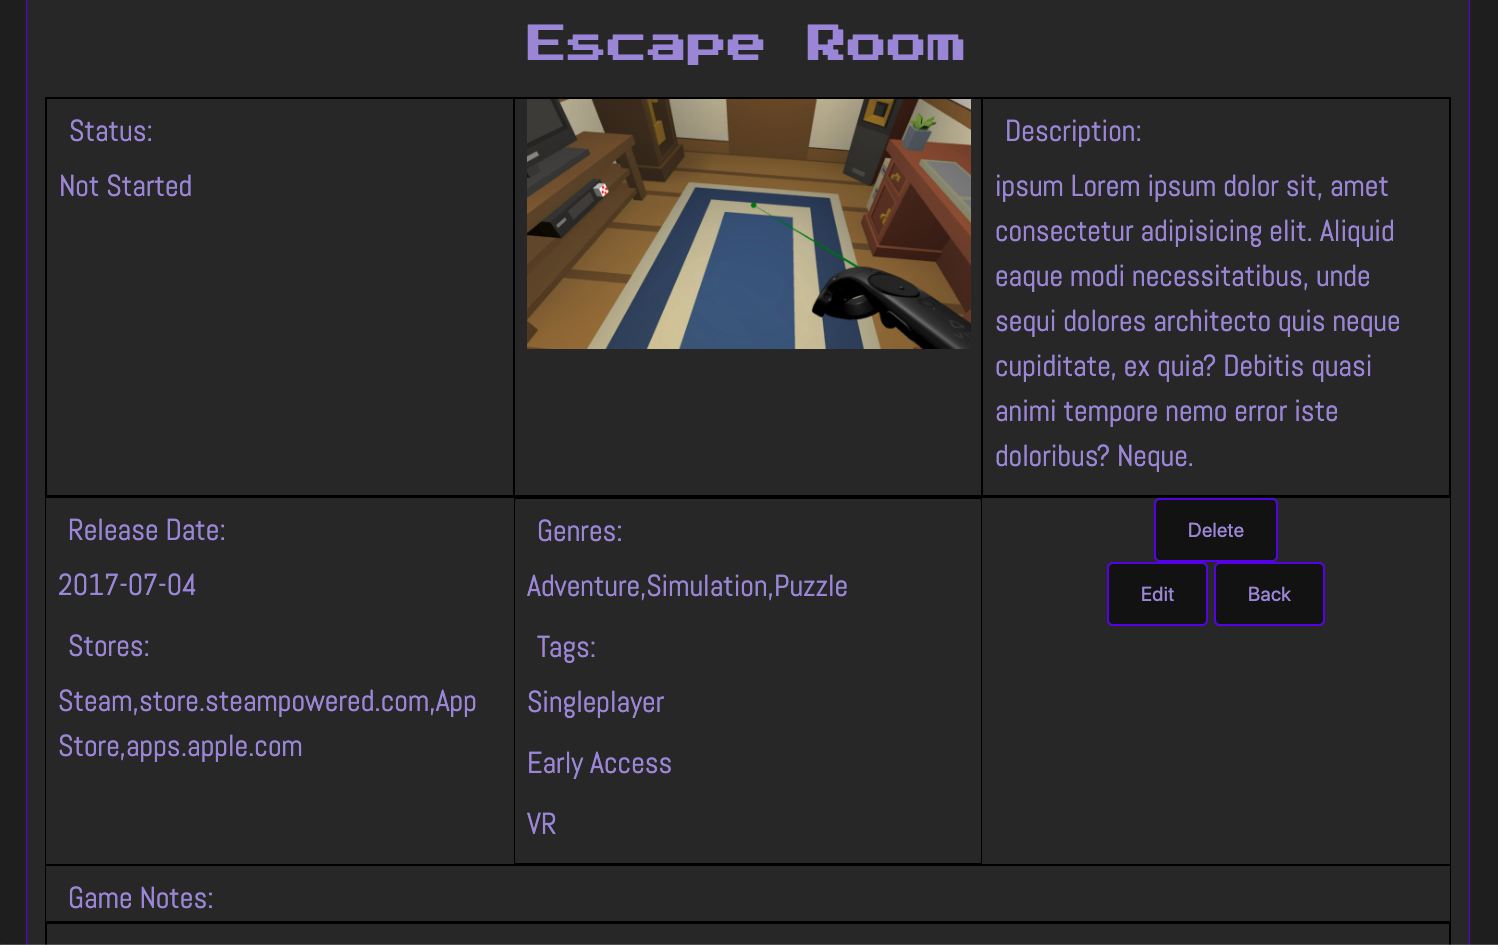 Escape Room
Status:
Not Started
Description:
ipsum Lorem ipsum dolor sit, amet
consectetur adipisicing elit. Aliquid
eaque modi necessitatibus, unde
sequi dolores architecto quis neque
cupiditate, ex quia? Debitis quasi
animi tempore nemo error iste
doloribus? Neque.
Release Date:
2017-07-04
Stores:
Steam,store.steampowered.com,App
Store,apps.apple.com
Genres:
Adventure,Simulation,Puzzle
Tags:
Singleplayer
Early Access
VR
Delete
Edit Back
Game Notes: